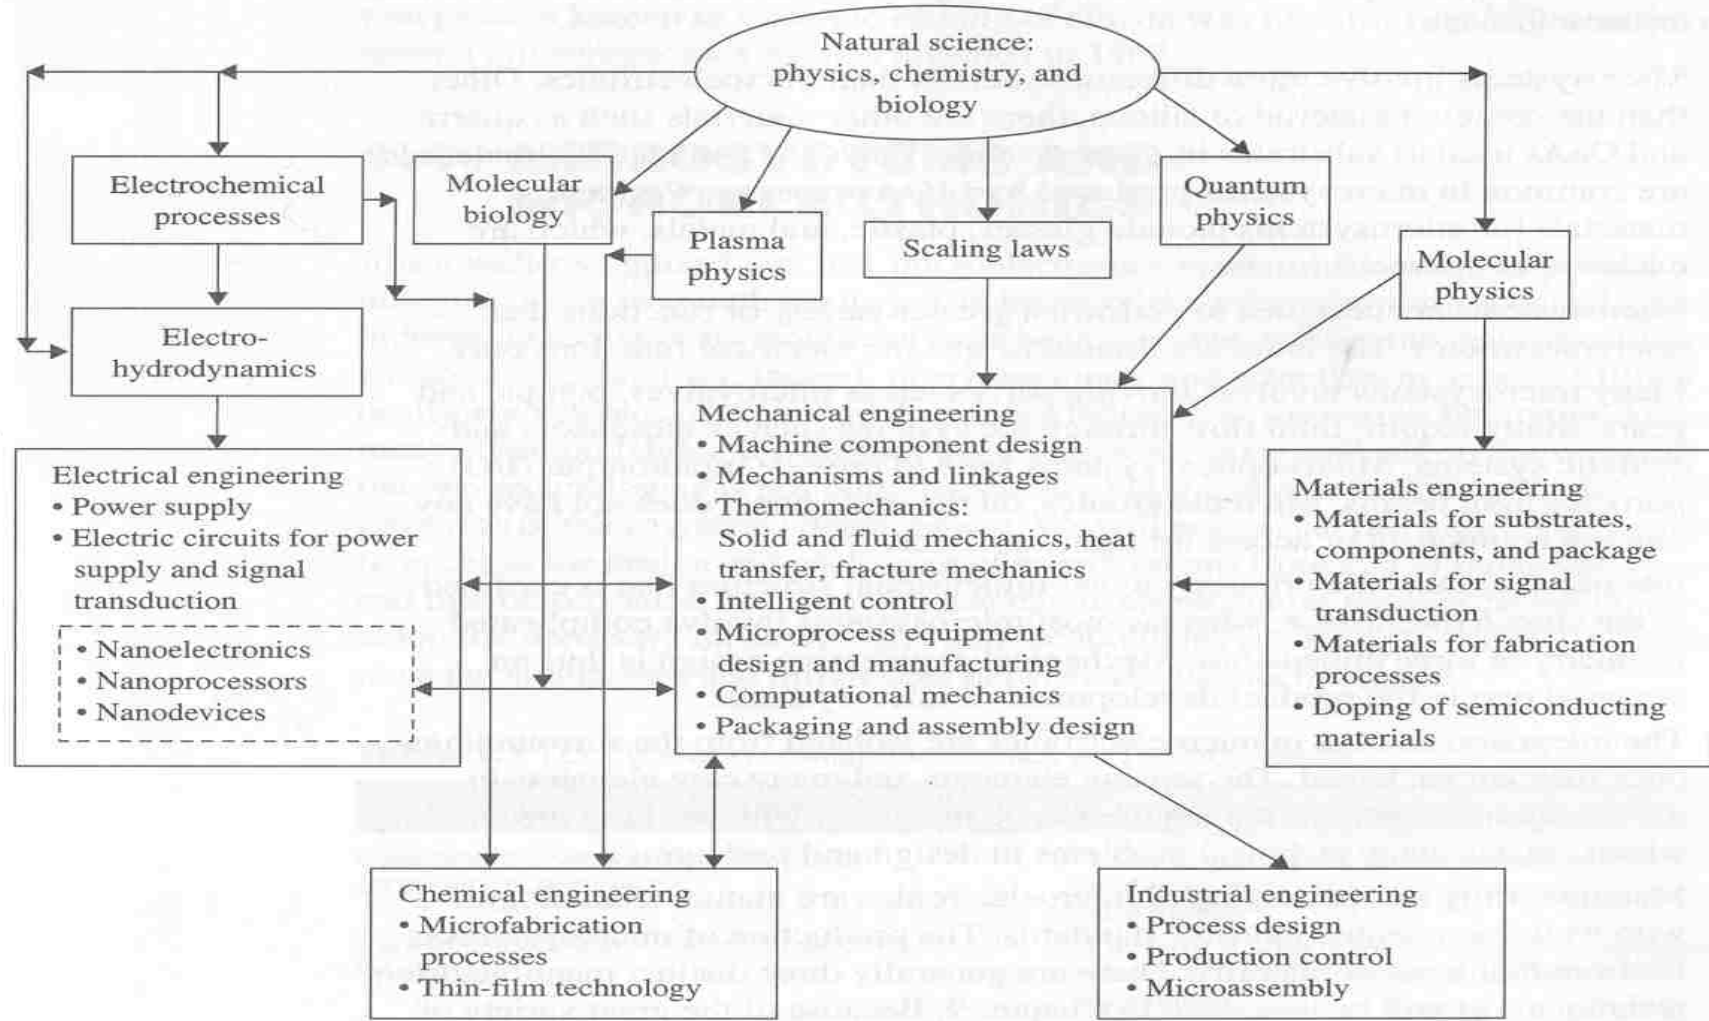 Natural science:
physics, chemistry, and
biology
Electrochemical
processes
Molecular
biology
Plasma
physics
Scaling laws
Quantum
physics
Molecular
physics
Electro-
hydrodynamics
Electrical engineering
• Power supply
• Electric circuits for power
supply and signal
transduction
• Nanoelectronics
• Nanoprocessors
• Nanodevices
Mechanical engineering
• Machine component design
• Mechanisms and linkages
• Thermomechanics:
Solid and fluid mechanics, heat
transfer, fracture mechanics
• Intelligent control
• Microprocess equipment
design and manufacturing
• Computational mechanics
• Packaging and assembly design
Materials engineering
• Materials for substrates,
components, and package
• Materials for signal
transduction
• Materials for fabrication
processes
• Doping of semiconducting
materials
Chemical engineering
• Microfabrication
processes
• Thin-film technology
Industrial engineering
• Process design
• Production control
• Microassembly